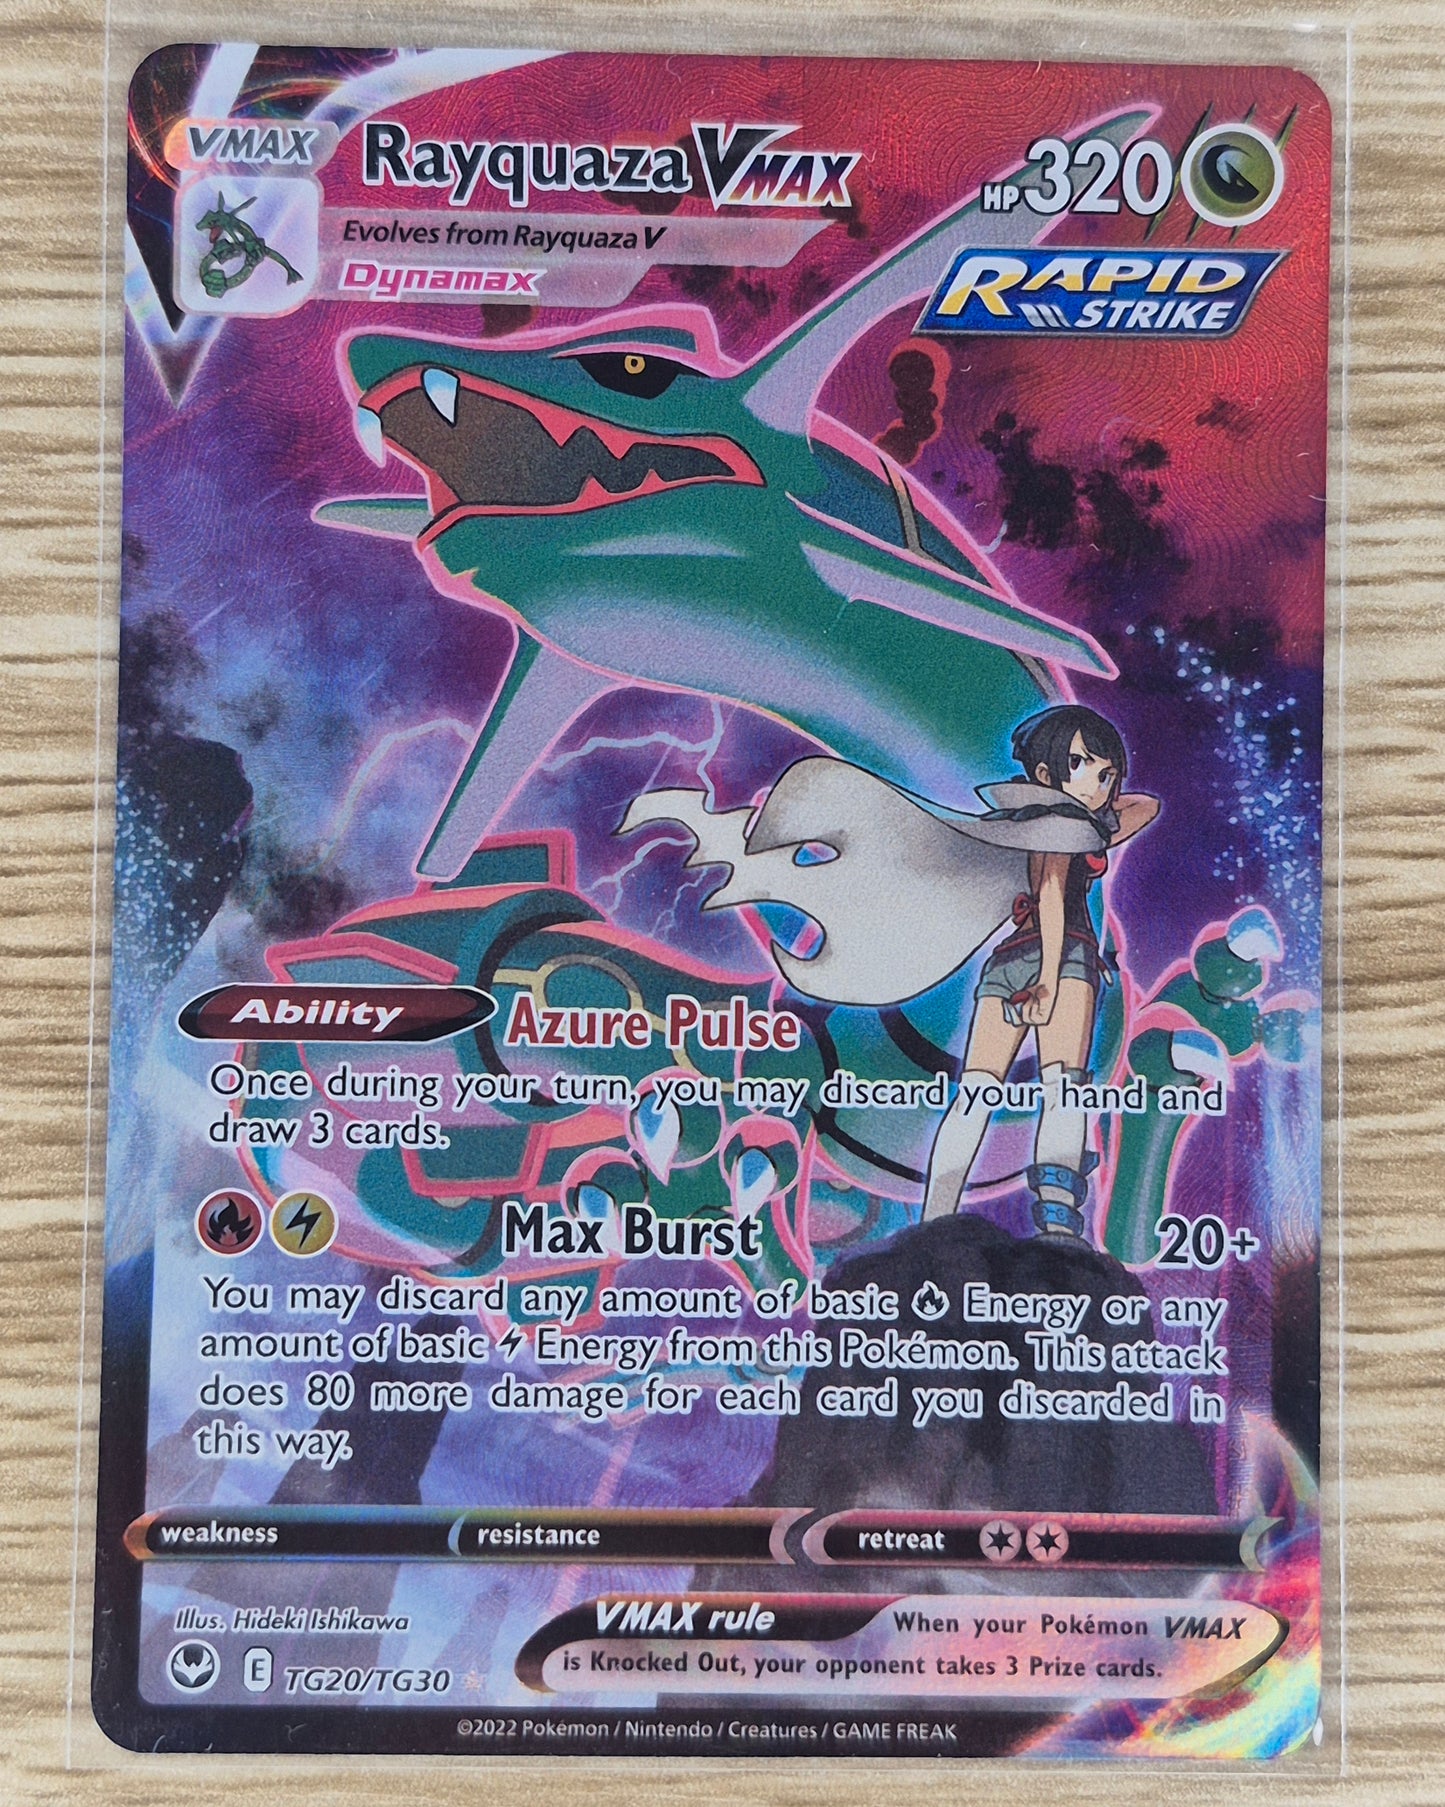 VMAX
Rayquaza VMAX
HP 320
Evolves from Rayquaza V
Dynamax
RAPID
STRIKE
Ability Azure Pulse
Once during your turn, you may discard your hand and
draw 3 cards.
Max Burst 20+
You may discard any amount of basic Energy or any
amount of basic Energy from this Pokémon. This attack
does 80 more damage for each card you discarded in
this way.
weakness resistance retreat
Illus. Hideki Ishikawa
VMAX rule When your Pokémon VMAX
is Knocked Out, your opponent takes 3 Prize cards.
E TG20/TG30
©2022 Pokémon / Nintendo / Creatures / GAME FREAK